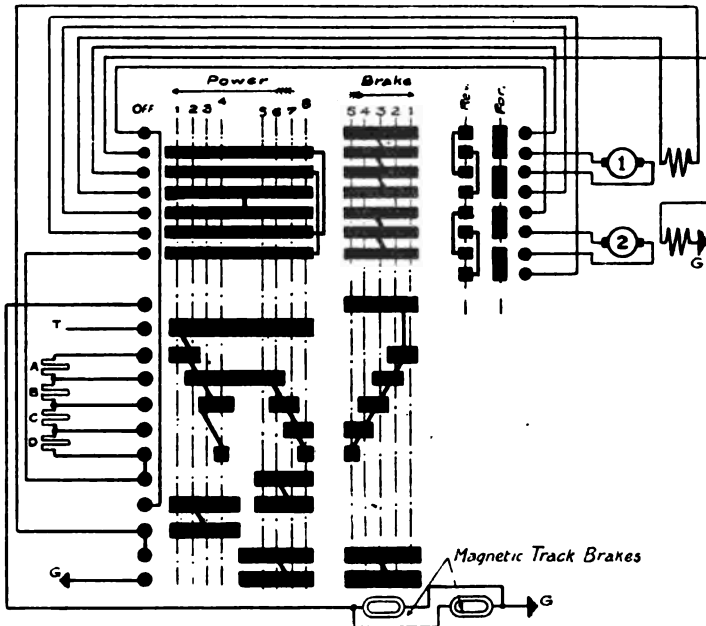 Power Brake
OFF 1 2 3 4 5 6 7 8 5 4 3 2 1 Rev. For.
1
2
G
T
A
B
C
D
G
Magnetic Track Brakes
G